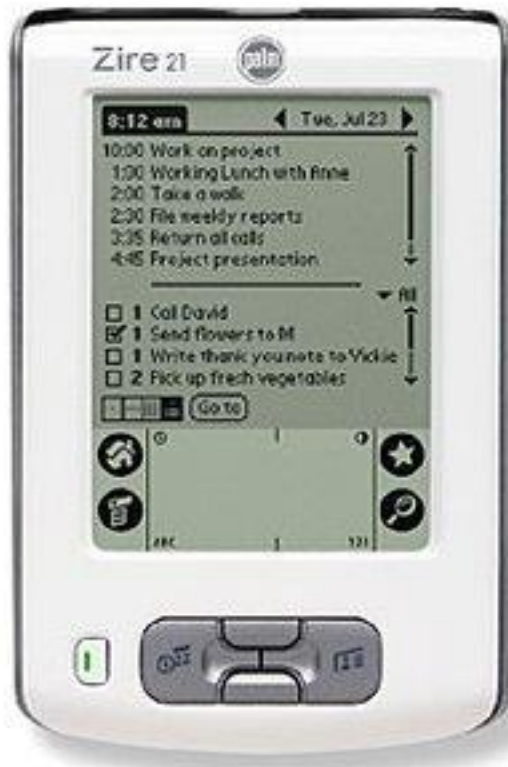 Zire 21 palm
8:12 am Tue, Jul 23
10:00 Work on project
1:00 Working Lunch with Anne
2:00 Take a walk
2:30 File weekly reports
3:35 Return all calls
4:45 Project presentation
All
1 Call David
1 Send flowers to M
1 Write thank you note to Vickie
2 Pick up fresh vegetables
Go to
ABC 123